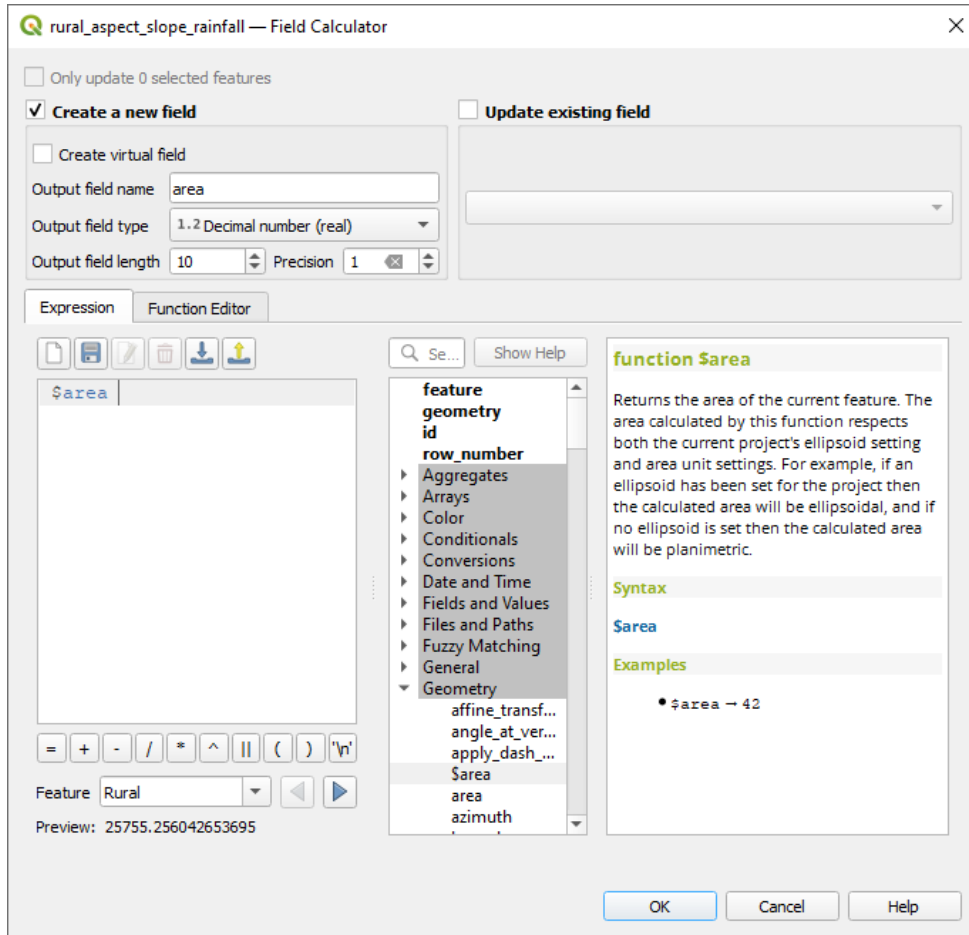 rural_aspect_slope_rainfall — Field Calculator
Only update 0 selected features
Create a new field
Update existing field
Create virtual field
Output field name area
Output field type 1.2 Decimal number (real)
Output field length 10 Precision 1
Expression Function Editor
Se... Show Help
$area
feature
geometry
id
row_number
Aggregates
Arrays
Color
Conditionals
Conversions
Date and Time
Fields and Values
Files and Paths
Fuzzy Matching
General
Geometry
affine_transf...
angle_at_ver...
apply_dash_...
$area
area
azimuth
function $area
Returns the area of the current feature. The
area calculated by this function respects
both the current project's ellipsoid setting
and area unit settings. For example, if an
ellipsoid has been set for the project then
the calculated area will be ellipsoidal, and if
no ellipsoid is set then the calculated area
will be planimetric.
Syntax
$area
Examples
• $area → 42
= + - / * ^ || ( ) '\n'
Feature Rural
Preview: 25755.256042653695
OK Cancel Help